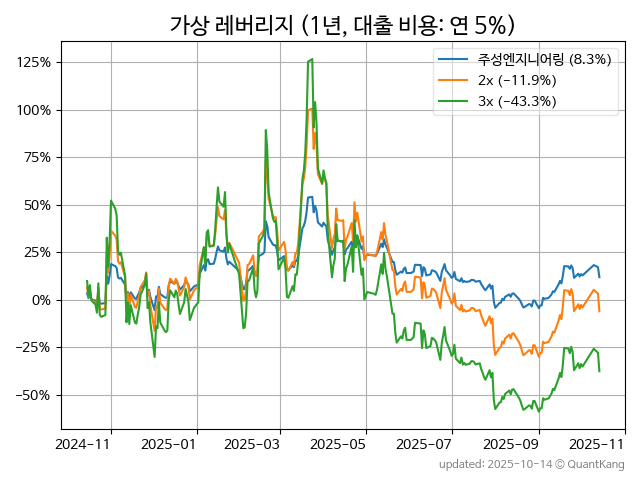 가상 레버리지 (1년, 대출 비용: 연 5%)
주성엔지니어링 (8.3%)
2x (−11.9%)
3x (−43.3%)
125%
100%
75%
50%
25%
0%
−25%
−50%
2024-11 2025-01 2025-03 2025-05 2025-07 2025-09 2025-11
updated: 2025-10-14 © QuantKang